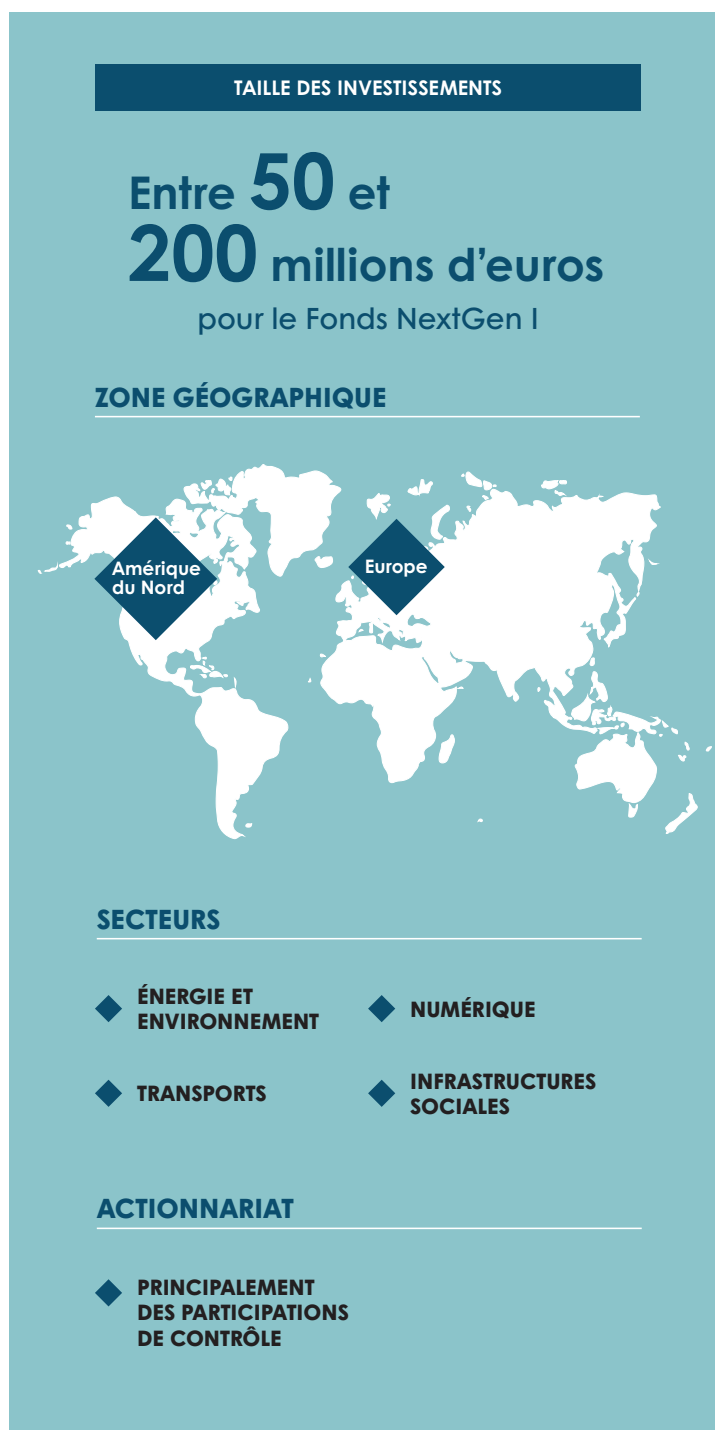 TAILLE DES INVESTISSEMENTS
Entre 50 et
200 millions d’euros
pour le Fonds NextGen I
ZONE GÉOGRAPHIQUE
Amérique
du Nord
Europe
SECTEURS
ÉNERGIE ET
ENVIRONNEMENT
NUMÉRIQUE
TRANSPORTS
INFRASTRUCTURES
SOCIALES
ACTIONNARIAT
PRINCIPALEMENT
DES PARTICIPATIONS
DE CONTRÔLE